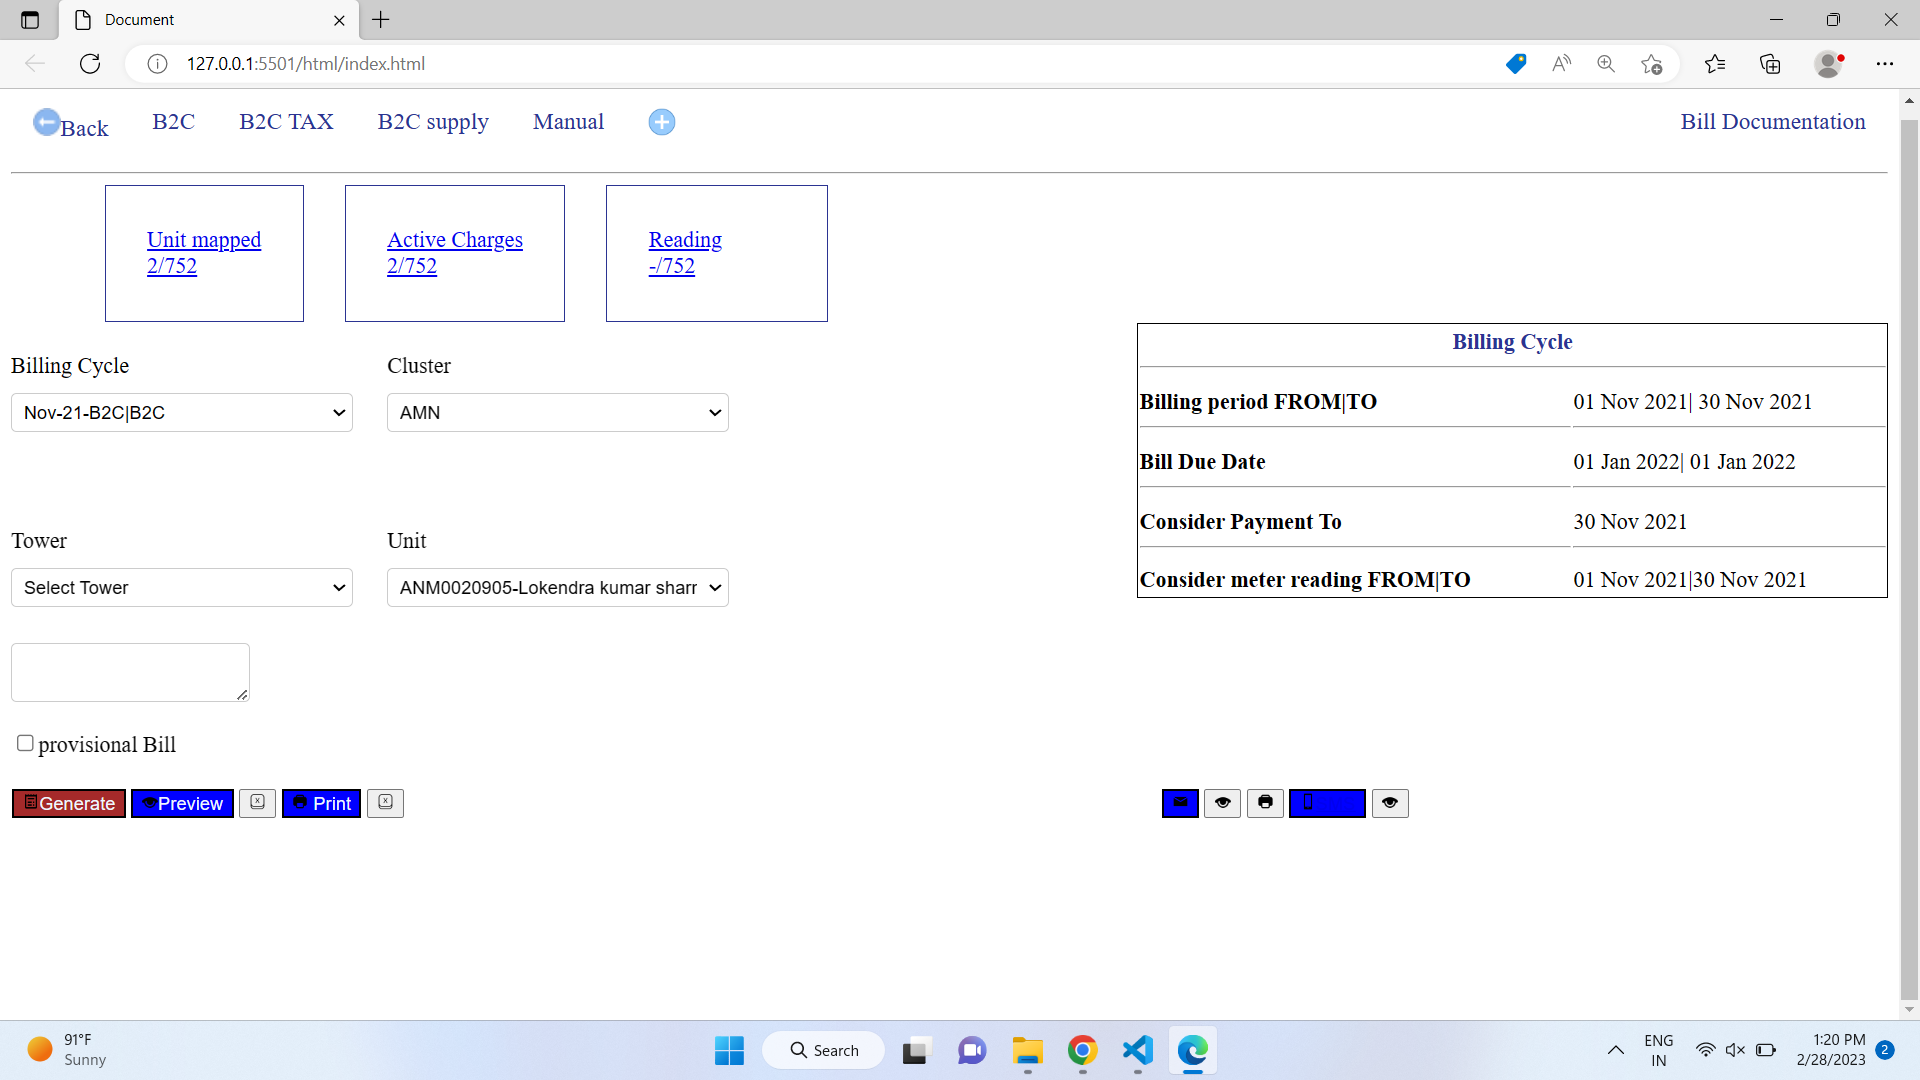 Document
127.0.0.1:5501/html/index.html
Back B2C B2C TAX B2C supply Manual Bill Documentation
Unit mapped
2/752
Active Charges
2/752
Reading
-/752
Billing Cycle
Nov-21-B2C|B2C
Cluster
AMN
Tower
Select Tower
Unit
ANM0020905-Lokendra kumar sharr
provisional Bill
Generate Preview Print
Billing Cycle
Billing period FROM|TO 01 Nov 2021| 30 Nov 2021
Bill Due Date 01 Jan 2022| 01 Jan 2022
Consider Payment To 30 Nov 2021
Consider meter reading FROM|TO 01 Nov 2021|30 Nov 2021
91°F
Sunny
Search
ENG
IN
1:20 PM
2/28/2023
2